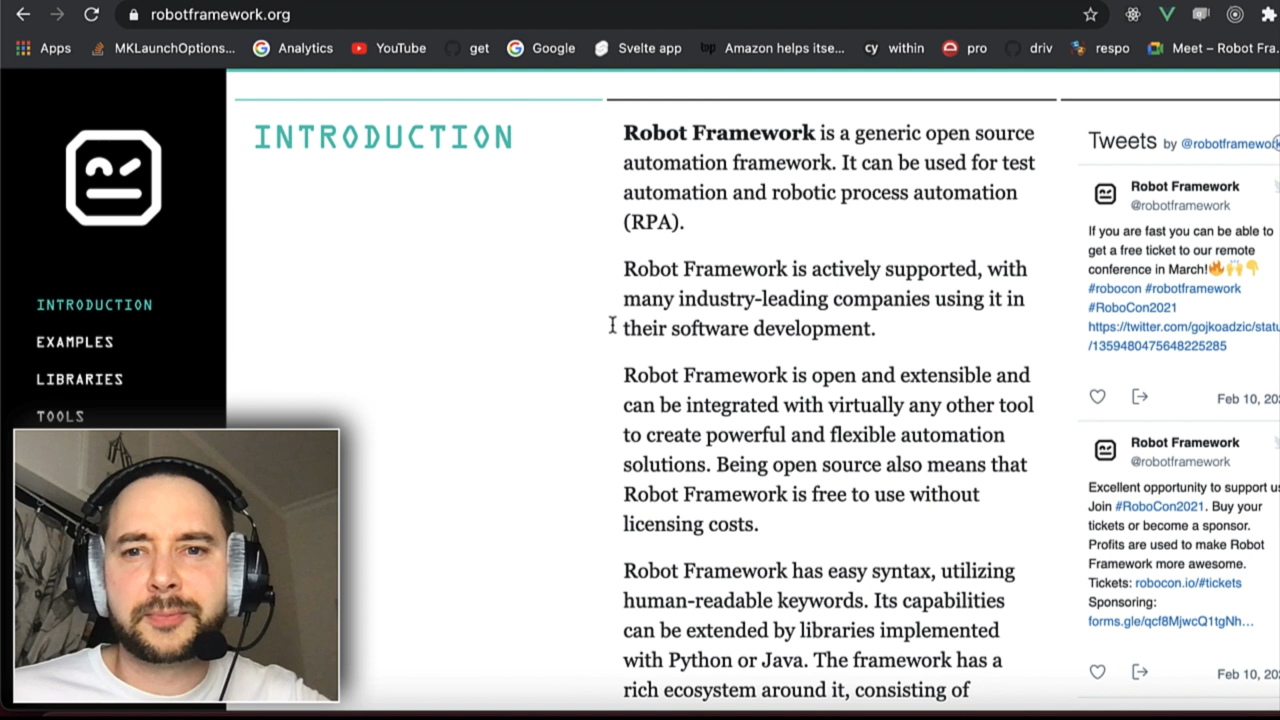 robotframework.org
Apps
MKLaunchOptions...
Analytics
YouTube
get
Google
Svelte app
Amazon helps itse...
cy within
pro
driv
respo
Meet – Robot Fra.
INTRODUCTION
EXAMPLES
LIBRARIES
TOOLS
INTRODUCTION
Robot Framework is a generic open source
automation framework. It can be used for test
automation and robotic process automation
(RPA).
Robot Framework is actively supported, with
many industry-leading companies using it in
their software development.
Robot Framework is open and extensible and
can be integrated with virtually any other tool
to create powerful and flexible automation
solutions. Being open source also means that
Robot Framework is free to use without
licensing costs.
Robot Framework has easy syntax, utilizing
human-readable keywords. Its capabilities
can be extended by libraries implemented
with Python or Java. The framework has a
rich ecosystem around it, consisting of
Tweets by @robotframework
Robot Framework
@robotframework
If you are fast you can be able to
get a free ticket to our remote
conference in March!🔥🙌👇
#robocon #robotframework
#RoboCon2021
https://twitter.com/gojkoadzic/statu
/1359480475648225285
Feb 10, 202
Robot Framework
@robotframework
Excellent opportunity to support us
Join #RoboCon2021. Buy your
tickets or become a sponsor.
Profits are used to make Robot
Framework more awesome.
Tickets: robocon.io/#tickets
Sponsoring:
forms.gle/qcf8MjwcQ1tgNh...
Feb 10, 202